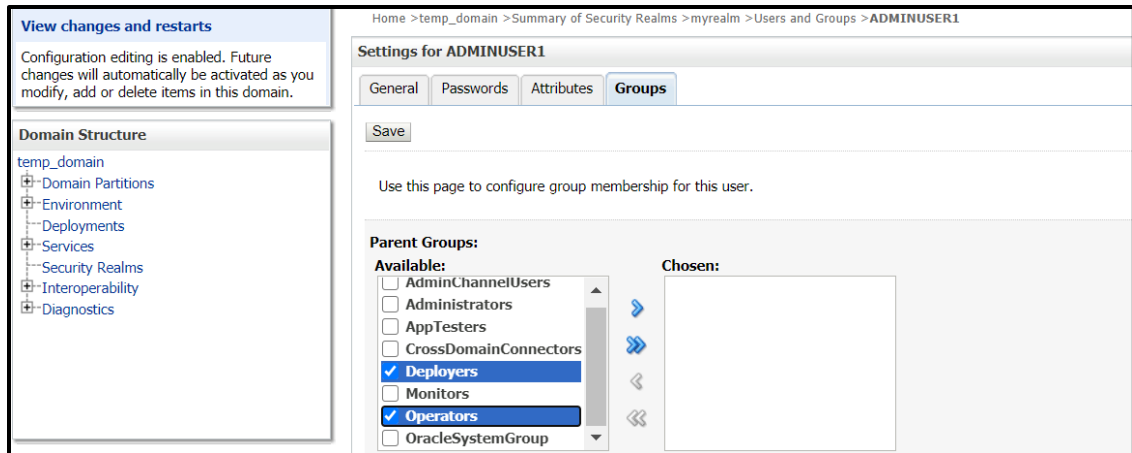 View changes and restarts
Configuration editing is enabled. Future
changes will automatically be activated as you
modify, add or delete items in this domain.
Domain Structure
temp_domain
Domain Partitions
Environment
Deployments
Services
Security Realms
Interoperability
Diagnostics
Home >temp_domain >Summary of Security Realms >myrealm >Users and Groups >ADMINUSER1
Settings for ADMINUSER1
General Passwords Attributes Groups
Save
Use this page to configure group membership for this user.
Parent Groups:
Available: Chosen:
AdminChannelUsers
Administrators
AppTesters
CrossDomainConnectors
Deployers
Monitors
Operators
OracleSystemGroup